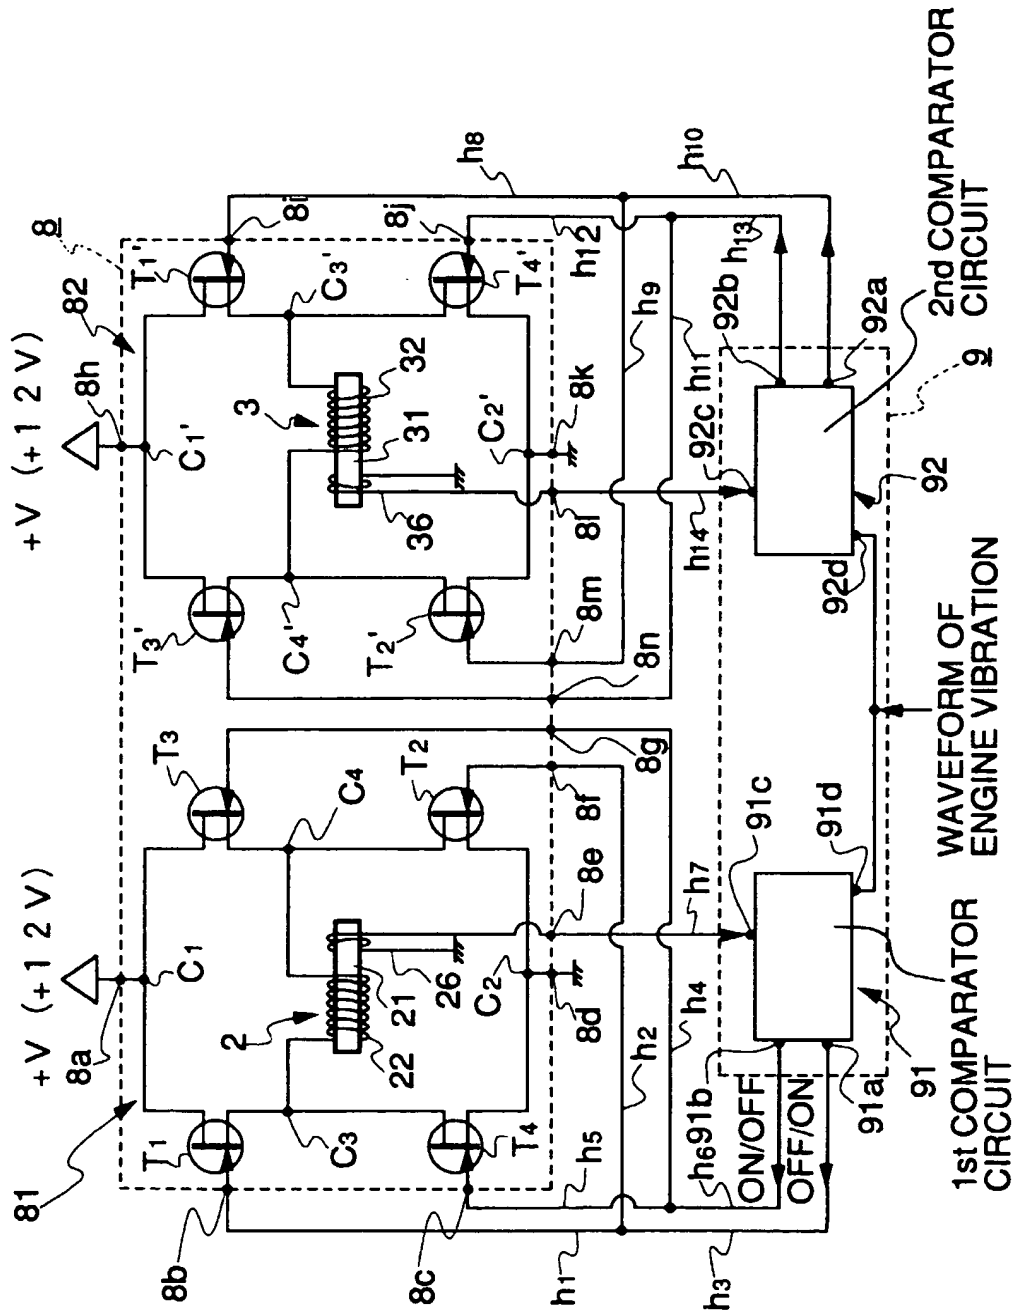 +V (+12V)
+V (+12V)
8
81
8a
C1
T1
T3
8b
C3
C4
2
22
21
26
T4
T2
C2
8c
8d
8e
8f
8g
h5
h2
h4
h7
h1
h3
h6
91b
91c
91d
91a
91
ON/OFF
OFF/ON
1st COMPARATOR
CIRCUIT
82
8h
C1'
T3'
T1'
8i
C4'
C3'
3
32
31
36
T2'
T4'
C2'
8j
8k
8l
8m
8n
h8
h12
h9
h11
h13
h10
h14
92c
92b
92a
92d
92
9
2nd COMPARATOR
CIRCUIT
WAVEFORM OF
ENGINE VIBRATION